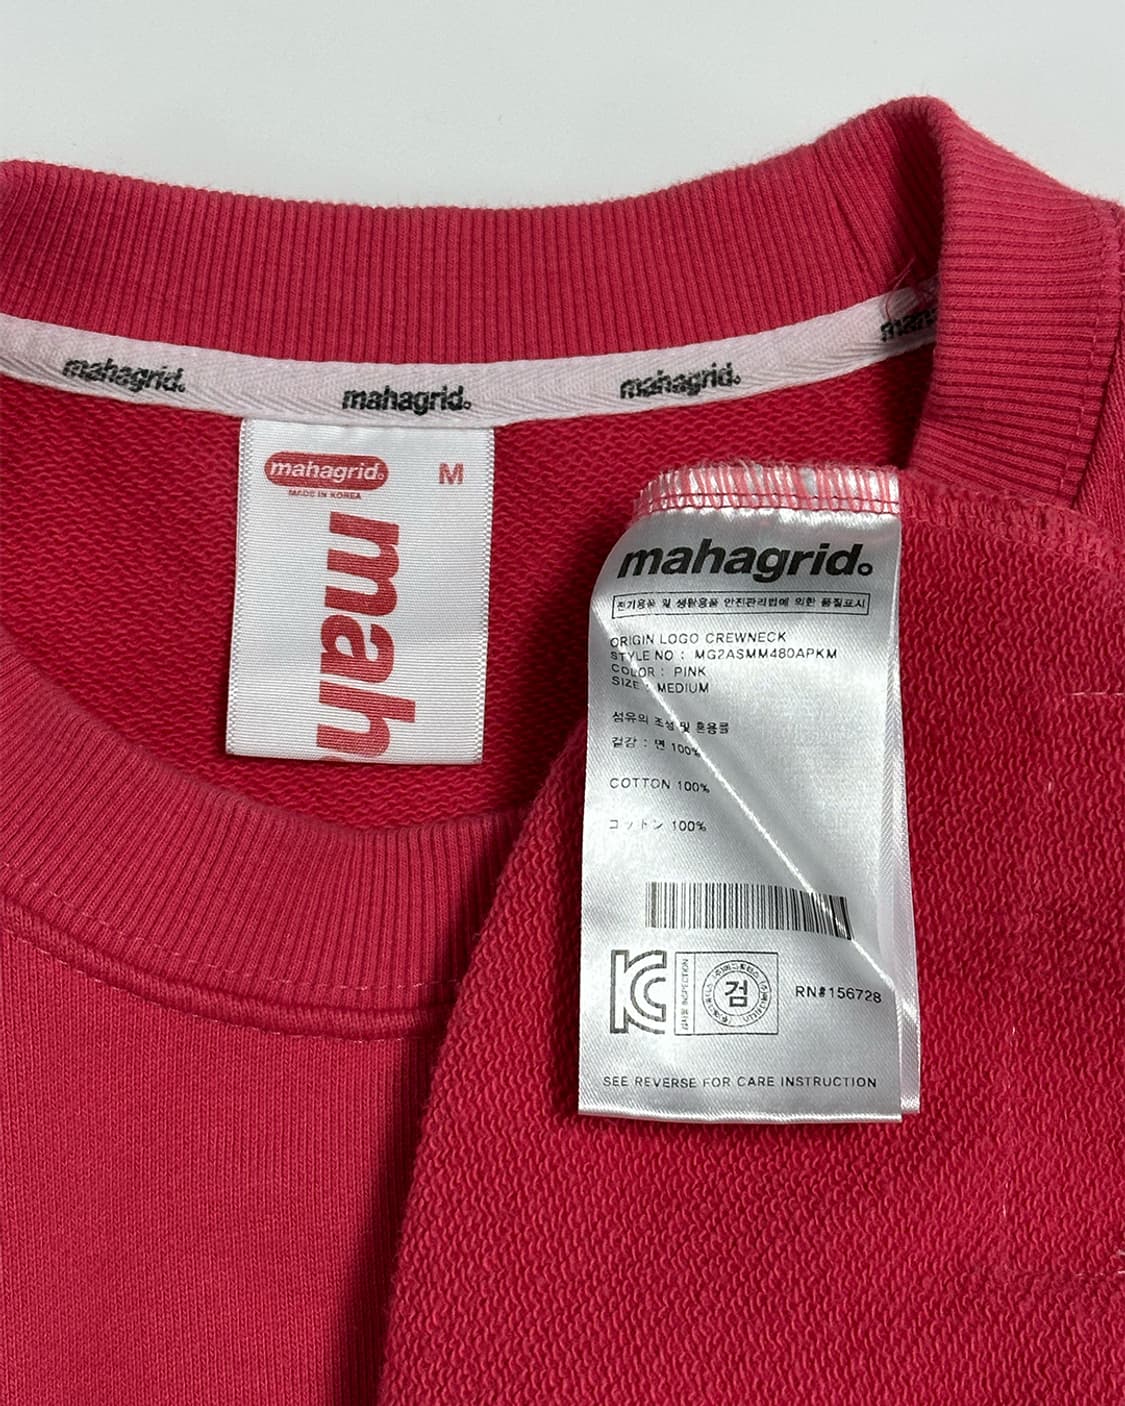 mahagrid.
mahagrid.
mahagrid.
mahagrid.
MADE IN KOREA
M
mah
mahagrid.
전기용품 및 생활용품 안전관리법에 의한 품질표시
ORIGIN LOGO CREWNECK
STYLE NO : MG2ASMM480APKM
COLOR : PINK
SIZE : MEDIUM
섬유의 조성 및 혼용률
겉감 : 면 100%
COTTON 100%
コットン 100%
KC
검
RN#156728
SEE REVERSE FOR CARE INSTRUCTION